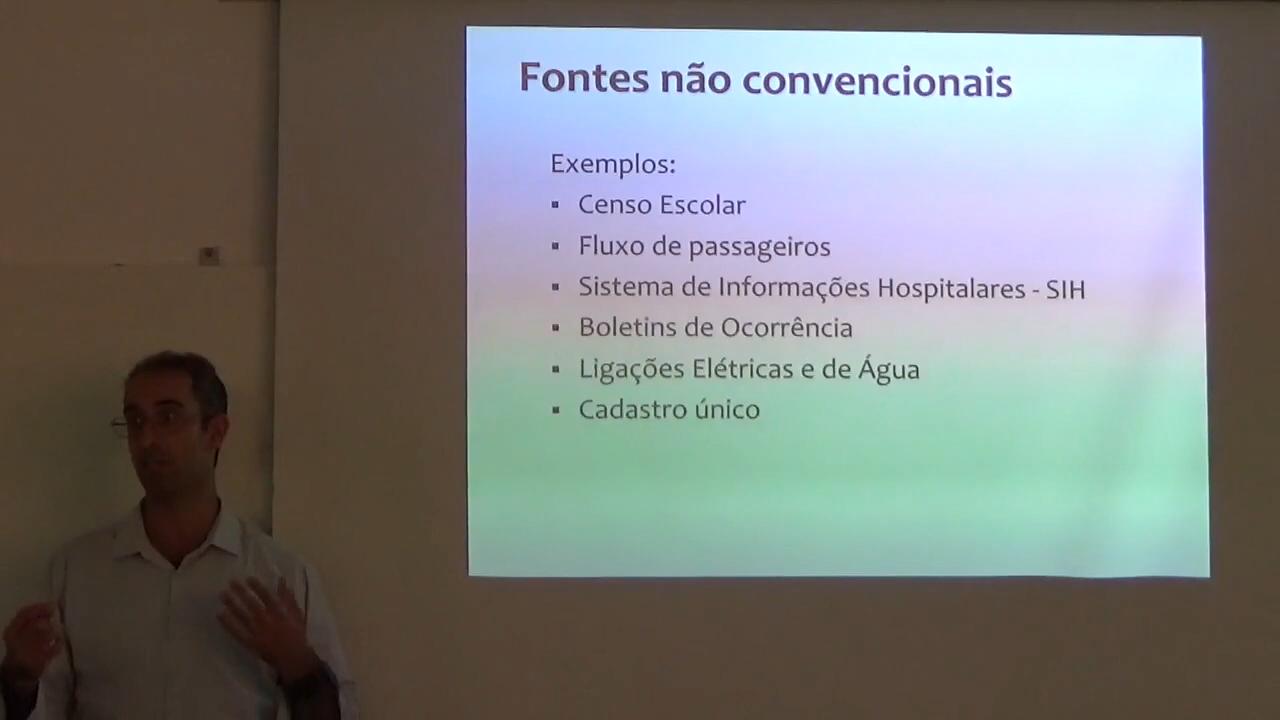 Fontes não convencionais
Exemplos:
▪ Censo Escolar
▪ Fluxo de passageiros
▪ Sistema de Informações Hospitalares - SIH
▪ Boletins de Ocorrência
▪ Ligações Elétricas e de Água
▪ Cadastro único